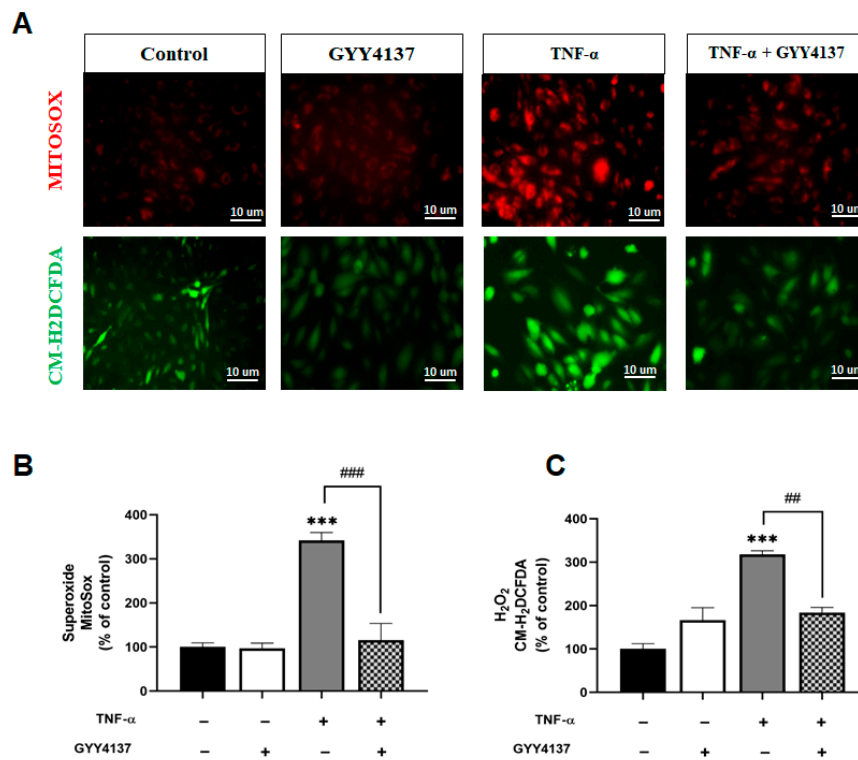 A
Control
GYY4137
TNF-α
TNF-α + GYY4137
MITOSOX
10 um
10 um
10 um
10 um
CM-H2DCFDA
10 um
10 um
10 um
10 um
B
Superoxide
MitoSox
(% of control)
400
300
200
100
0
***
###
TNF-α – – + +
GYY4137 – + – +
C
H₂O₂
CM-H₂DCFDA
(% of control)
400
300
200
100
0
***
##
TNF-α – – + +
GYY4137 – + – +